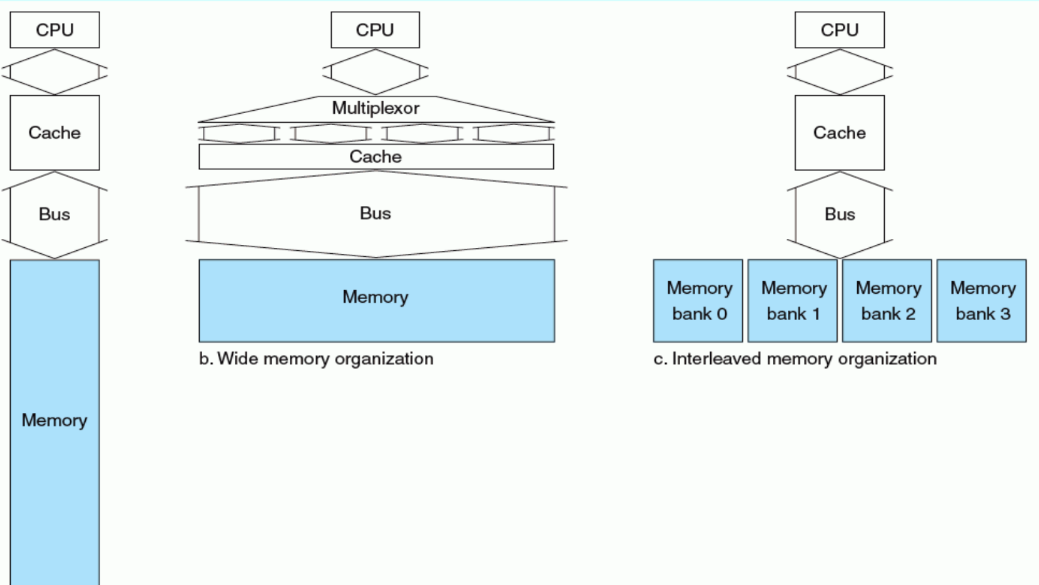 CPU
Cache
Bus
Memory
CPU
Multiplexor
Cache
Bus
Memory
b. Wide memory organization
CPU
Cache
Bus
Memory
bank 0
Memory
bank 1
Memory
bank 2
Memory
bank 3
c. Interleaved memory organization